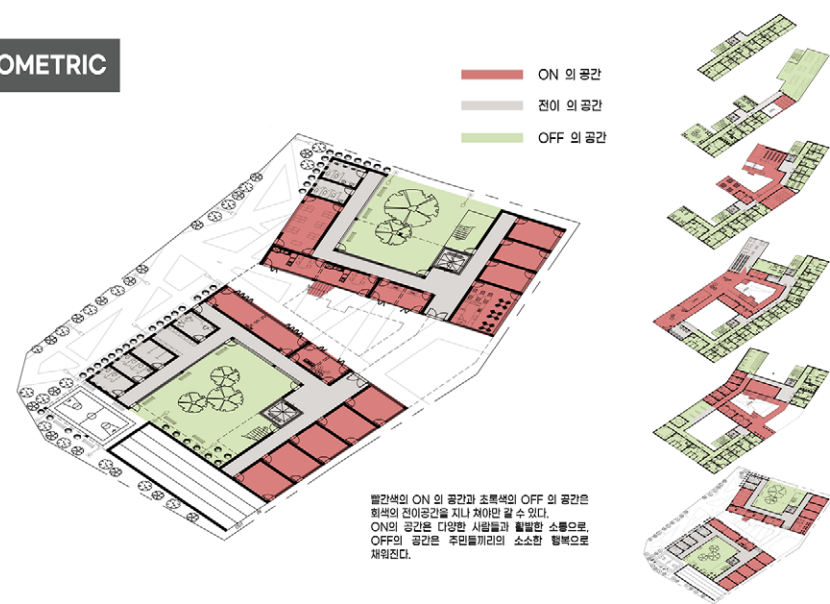 OMETRIC
ON 의 공간
전이 의 공간
OFF 의 공간
빨간색의 ON 의 공간과 초록색의 OFF 의 공간은
회색의 전이공간을 지나 쳐야만 갈 수 있다.
ON의 공간은 다양한 사람들과 활발한 소통으로,
OFF의 공간은 주민들끼리의 소소한 행복으로
채워진다.